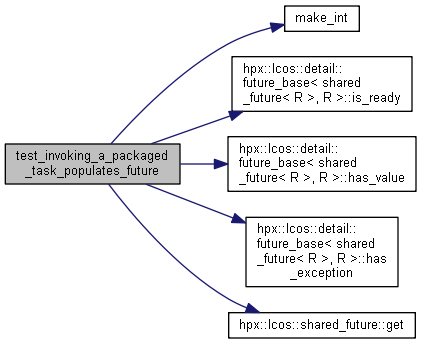 make_int
hpx::lcos::detail::
future_base< shared
_future< R >, R >::is_ready
test_invoking_a_packaged
_task_populates_future
hpx::lcos::detail::
future_base< shared
_future< R >, R >::has_value
hpx::lcos::detail::
future_base< shared
_future< R >, R >::has
_exception
hpx::lcos::shared_future::get